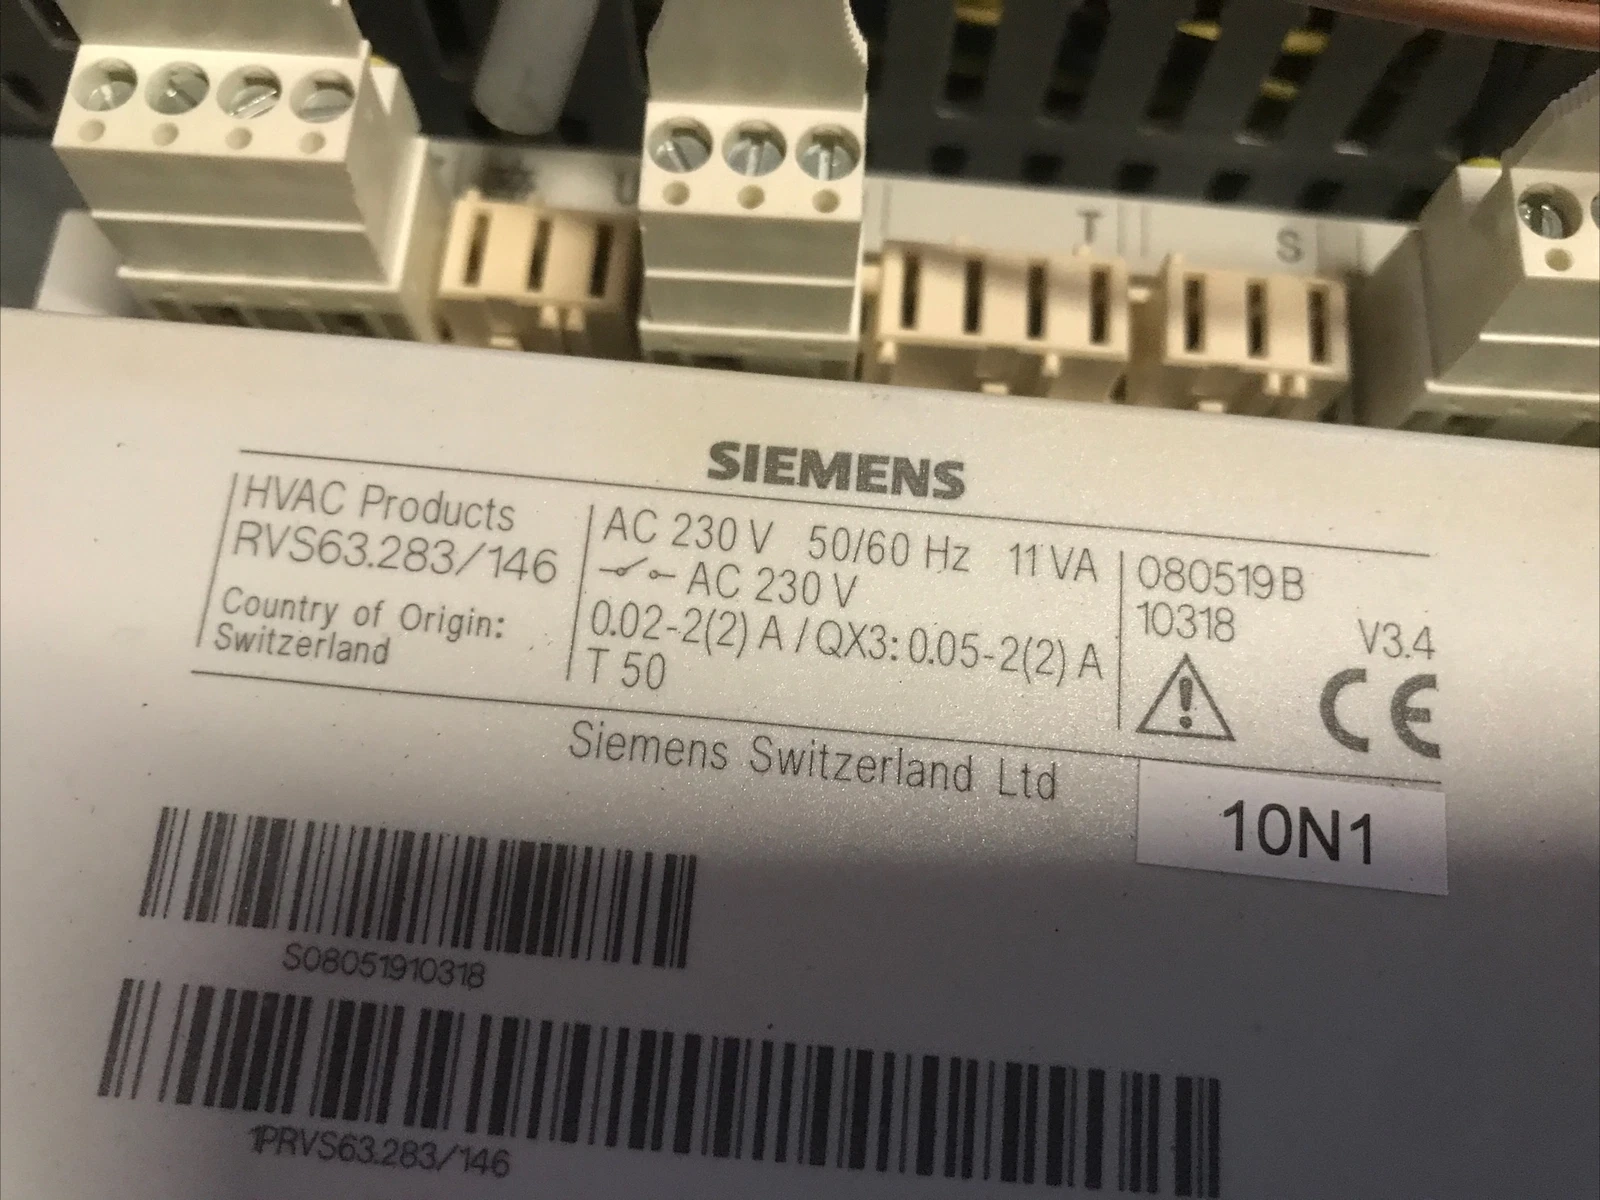 U
T
S
SIEMENS
HVAC Products
RVS63.283/146
Country of Origin:
Switzerland
AC 230 V 50/60 Hz 11 VA
AC 230 V
0.02-2(2) A / QX3: 0.05-2(2) A
T 50
080519B
10318 V3.4
CE
Siemens Switzerland Ltd
10N1
S08051910318
1PRVS63.283/146